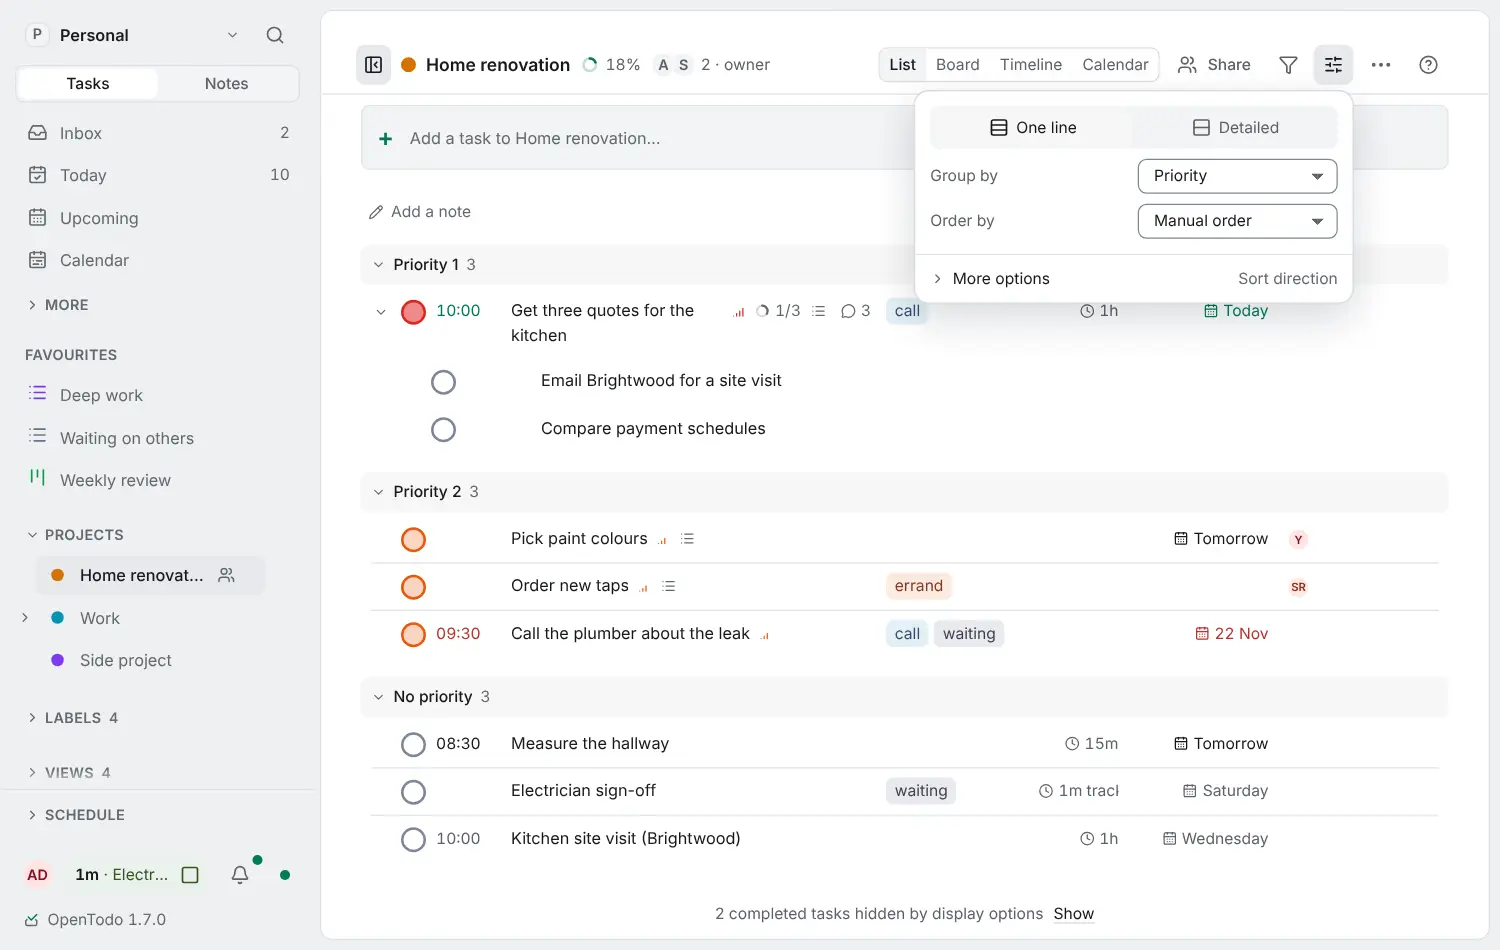 P Personal
Tasks Notes
Inbox 2
Today 10
Upcoming
Calendar
MORE
FAVOURITES
Deep work
Waiting on others
Weekly review
PROJECTS
Home renovat...
Work
Side project
LABELS 4
VIEWS 4
SCHEDULE
AD 1m · Electr...
OpenTodo 1.7.0
Home renovation 18% A S 2 · owner
List Board Timeline Calendar Share
Add a task to Home renovation...
Add a note
One line Detailed
Group by Priority
Order by Manual order
More options Sort direction
Priority 1 3
10:00 Get three quotes for the kitchen 1/3 3 call 1h Today
Email Brightwood for a site visit
Compare payment schedules
Priority 2 3
Pick paint colours Tomorrow Y
Order new taps errand SR
09:30 Call the plumber about the leak call waiting 22 Nov
No priority 3
08:30 Measure the hallway 15m Tomorrow
Electrician sign-off waiting 1m track Saturday
10:00 Kitchen site visit (Brightwood) 1h Wednesday
2 completed tasks hidden by display options Show